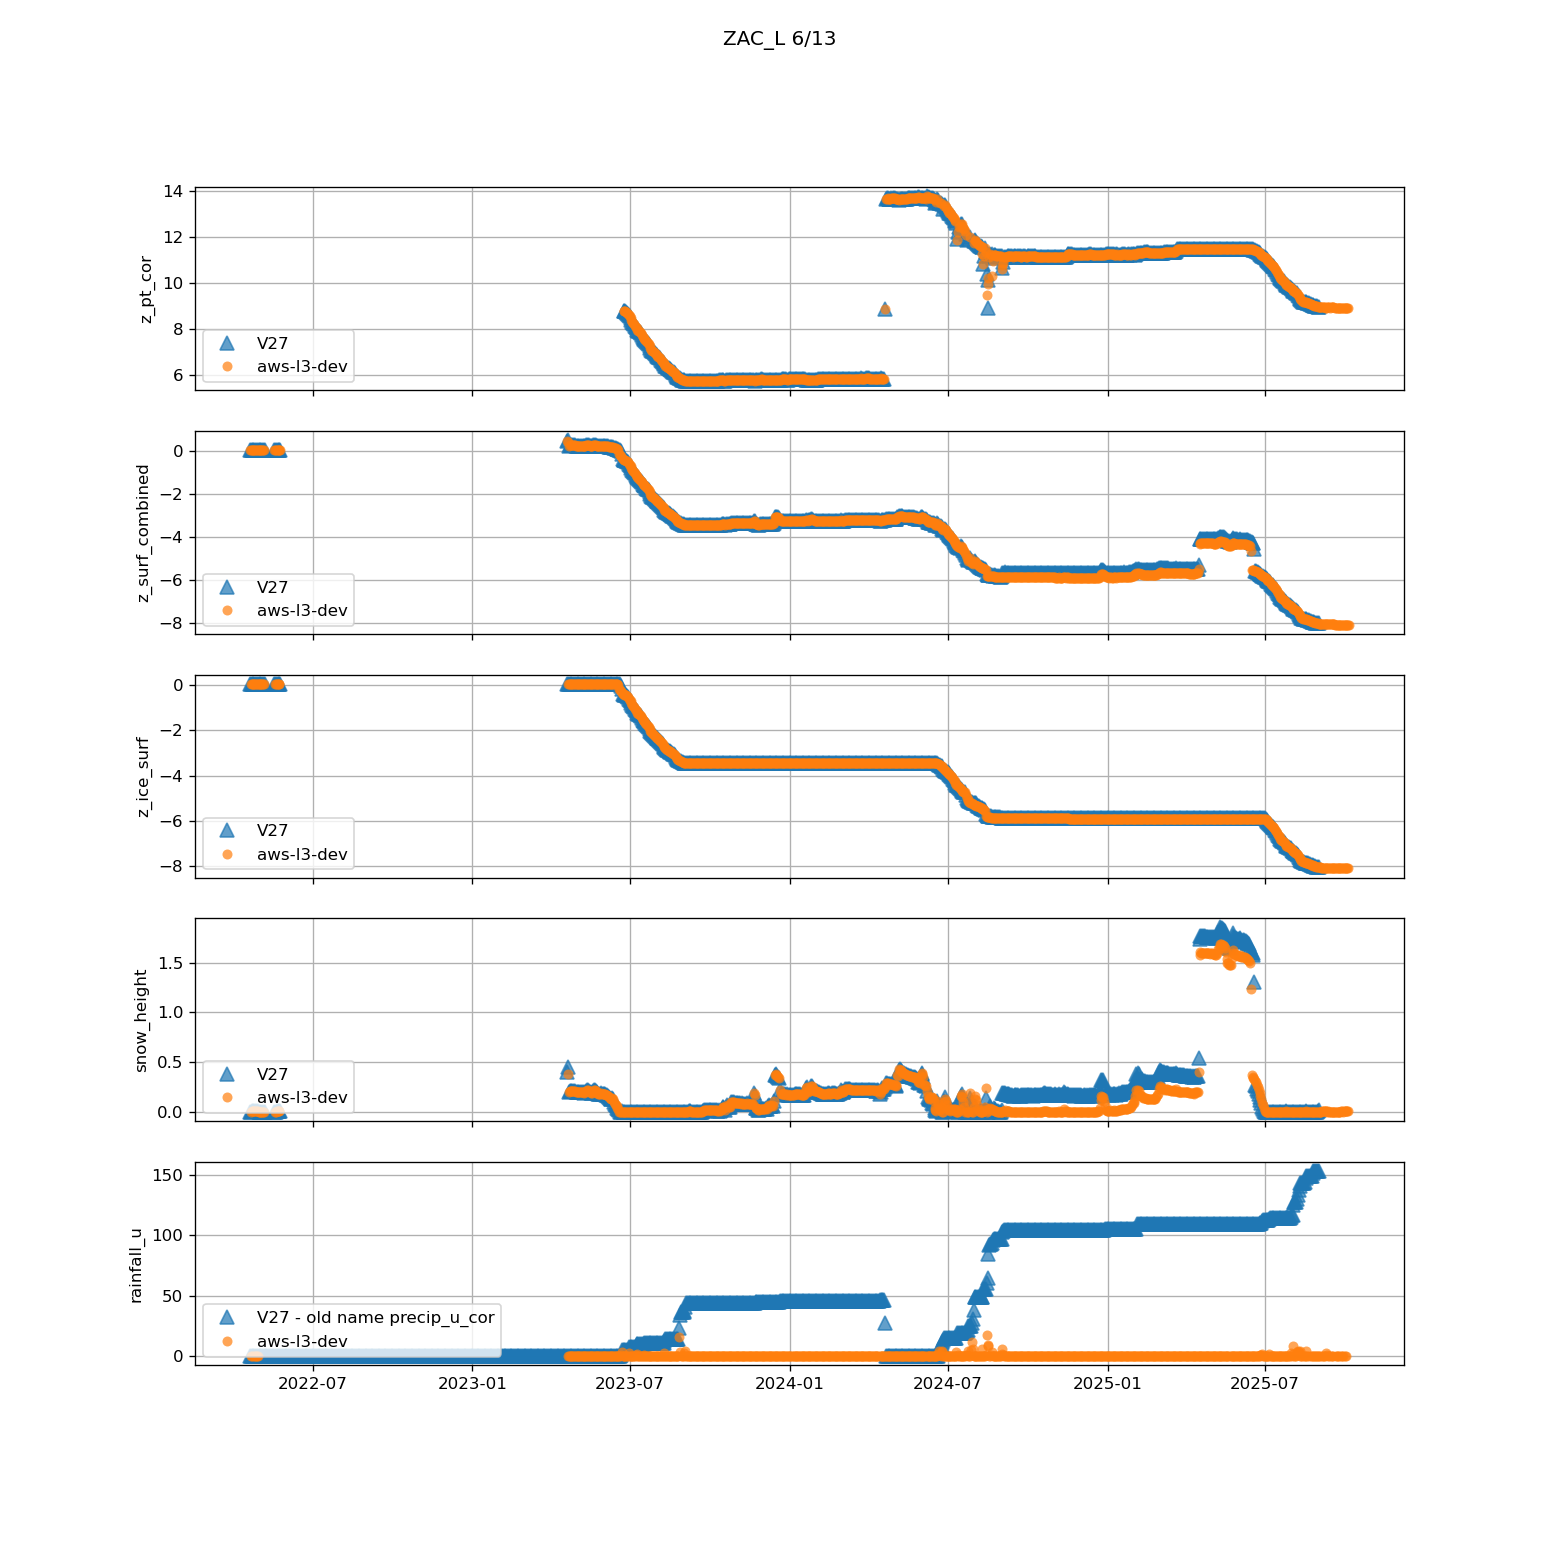 ZAC_L 6/13
14
12
10
8
6
z_pt_cor
V27
aws-l3-dev
0
−2
−4
−6
−8
z_surf_combined
V27
aws-l3-dev
0
−2
−4
−6
−8
z_ice_surf
V27
aws-l3-dev
1.5
1.0
0.5
0.0
snow_height
V27
aws-l3-dev
150
100
50
0
rainfall_u
V27 - old name precip_u_cor
aws-l3-dev
2022-07 2023-01 2023-07 2024-01 2024-07 2025-01 2025-07